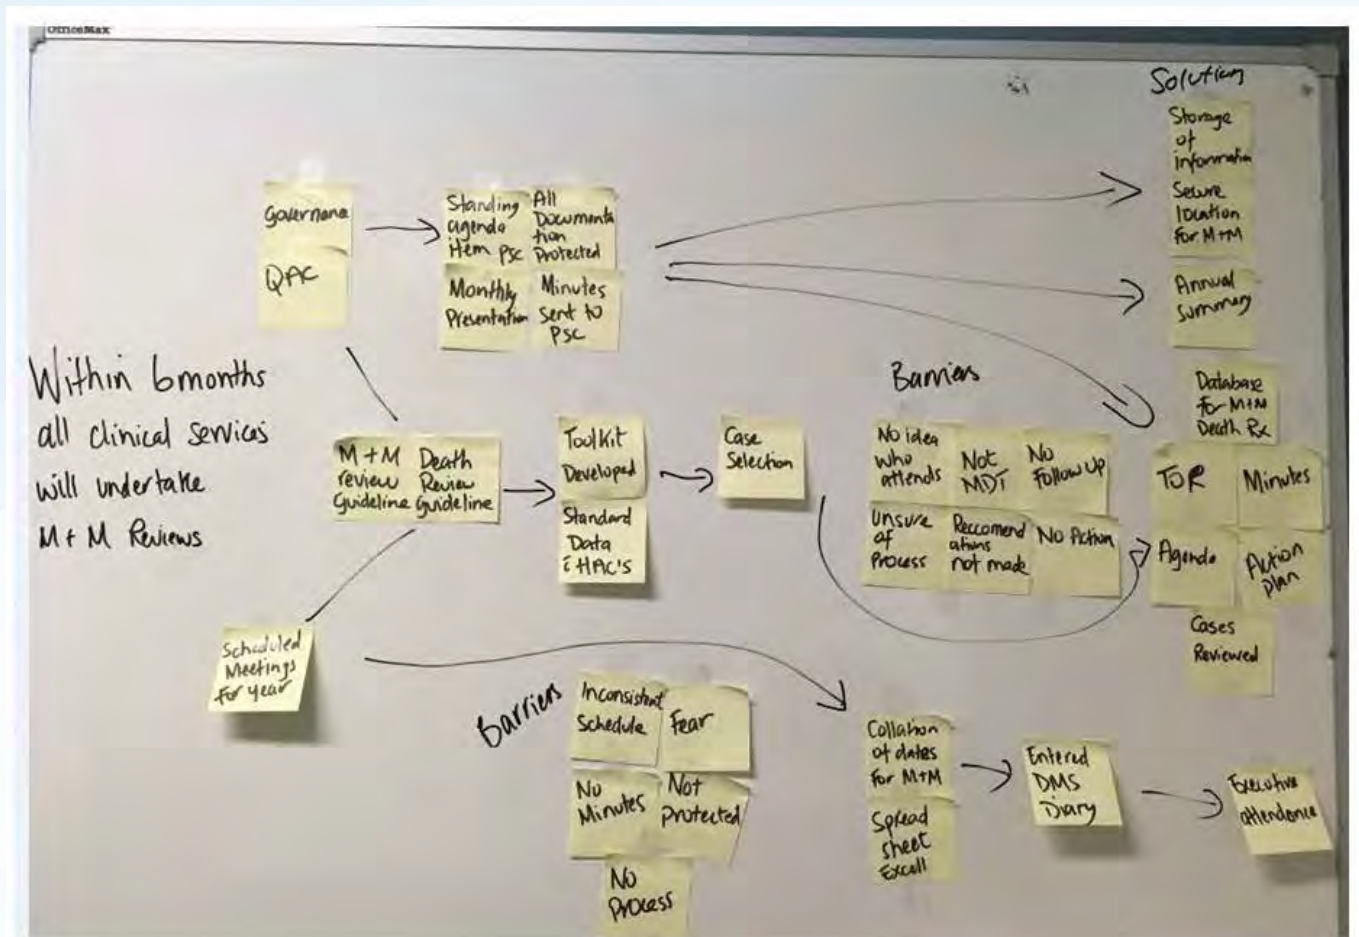 OfficeMax
Solution
Storage
of
information
Secure
location
for M+M
Annual
Summary
Governance
QAC
Standing
agenda
item PSC
All
Documenta
tion
Protected
Monthly
Presentation
Minutes
sent to
PSC
Within 6 months
all clinical services
will undertake
M + M Reviews
M + M
review
Guideline
Death
Review
Guideline
Toolkit
Developed
Standard
Data
& HAC's
Case
Selection
Barriers
No idea
who
attends
Not
MDT
No
Follow up
Unsure
of
Process
Reccomend
ations
not made
No Action
Database
for M+M
Death Rx
TOR
Minutes
Agenda
Action
plan
Cases
Reviewed
Scheduled
Meetings
for year
Barriers
Inconsistent
Schedule
Fear
No
Minutes
Not
Protected
No
Process
Collation
of dates
for M+M
Spread
sheet
Excell
Entered
DMS
Diary
Executive
attendance